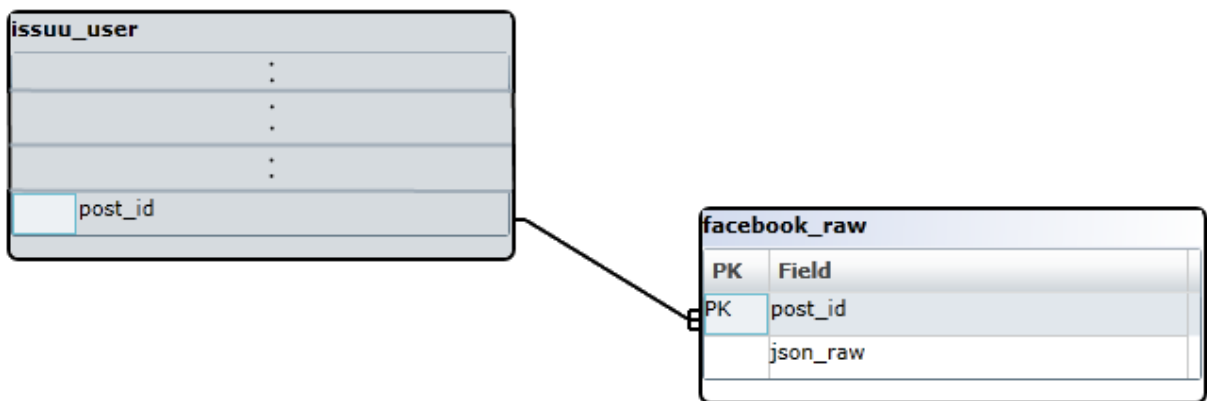 issuu_user
:
:
:
post_id
facebook_raw
PK Field
PK post_id
json_raw